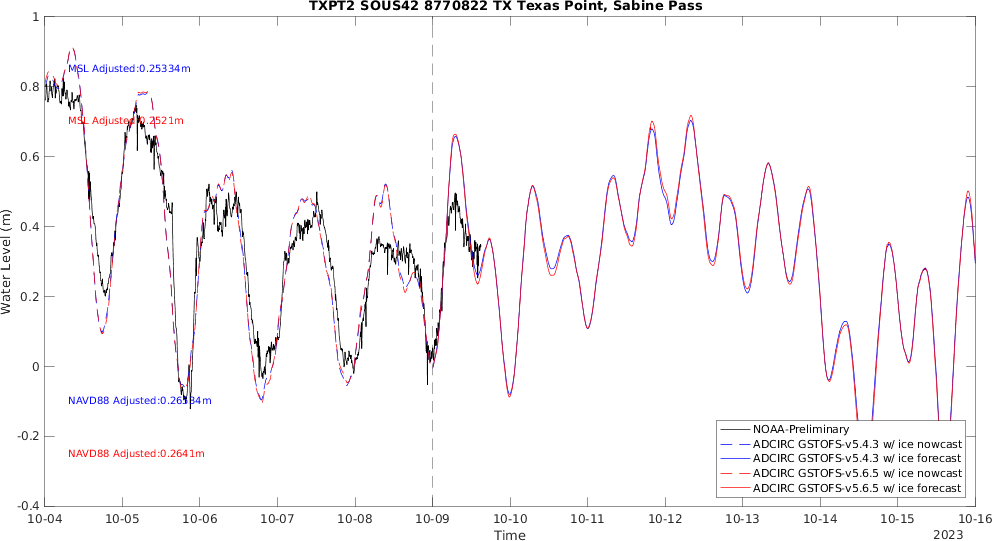 TXPT2 SOUS42 8770822 TX Texas Point, Sabine Pass
1
0.8
0.6
0.4
0.2
0
-0.2
-0.4
Water Level (m)
MSL Adjusted:0.25334m
MSL Adjusted:0.2521m
NAVD88 Adjusted:0.26534m
NAVD88 Adjusted:0.2641m
NOAA-Preliminary
ADCIRC GSTOFS-v5.4.3 w/ ice nowcast
ADCIRC GSTOFS-v5.4.3 w/ ice forecast
ADCIRC GSTOFS-v5.6.5 w/ ice nowcast
ADCIRC GSTOFS-v5.6.5 w/ ice forecast
10-04 10-05 10-06 10-07 10-08 10-09 10-10 10-11 10-12 10-13 10-14 10-15 10-16
Time
2023